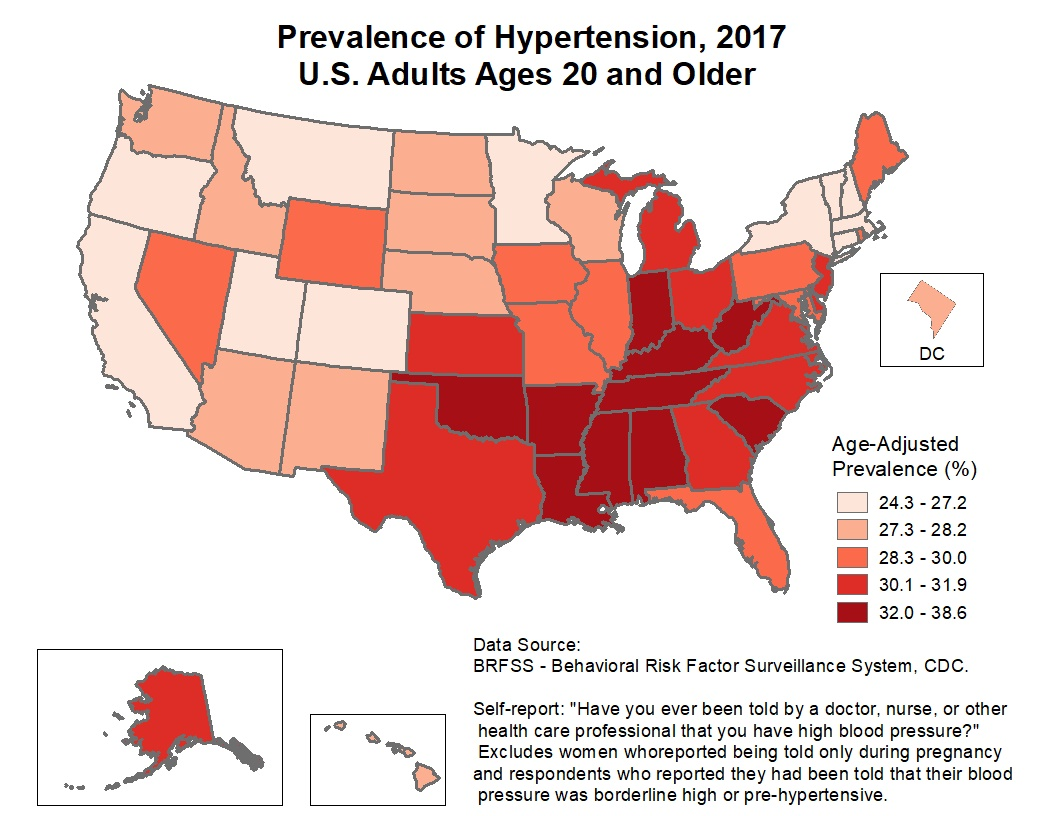 Prevalence of Hypertension, 2017
U.S. Adults Ages 20 and Older
DC
Age-Adjusted
Prevalence (%)
24.3 - 27.2
27.3 - 28.2
28.3 - 30.0
30.1 - 31.9
32.0 - 38.6
Data Source:
BRFSS - Behavioral Risk Factor Surveillance System, CDC.
Self-report: "Have you ever been told by a doctor, nurse, or other
health care professional that you have high blood pressure?"
Excludes women whoreported being told only during pregnancy
and respondents who reported they had been told that their blood
pressure was borderline high or pre-hypertensive.